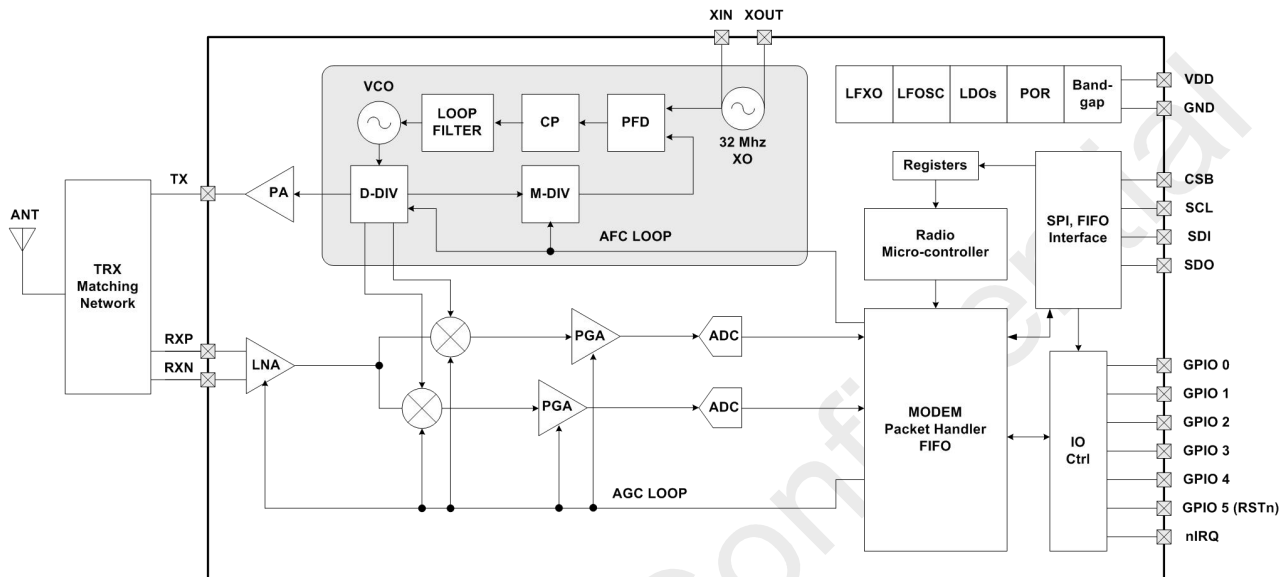 XIN XOUT
VCO
LOOP
FILTER
CP
PFD
32 Mhz
XO
LFXO
LFOSC
LDOs
POR
Band-
gap
VDD
GND
TX
PA
D-DIV
M-DIV
AFC LOOP
Registers
Radio
Micro-controller
SPI, FIFO
Interface
CSB
SCL
SDI
SDO
ANT
TRX
Matching
Network
RXP
RXN
LNA
PGA
ADC
PGA
ADC
MODEM
Packet Handler
FIFO
IO
Ctrl
GPIO 0
GPIO 1
GPIO 2
GPIO 3
GPIO 4
GPIO 5 (RSTn)
nIRQ
AGC LOOP
Confidential